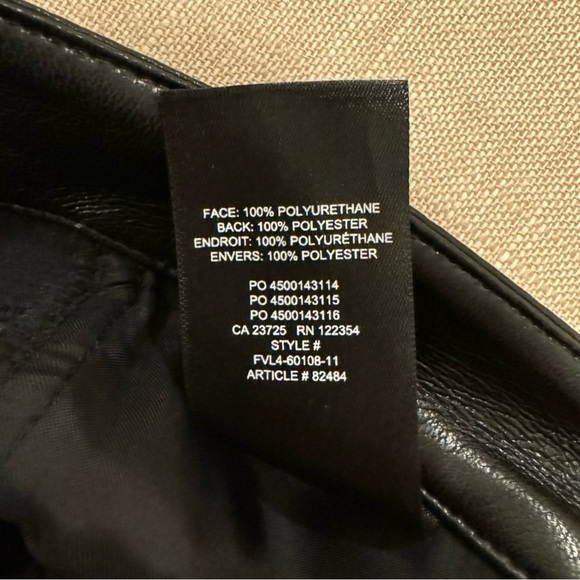 FACE: 100% POLYURETHANE
BACK: 100% POLYESTER
ENDROIT: 100% POLYURÉTHANE
ENVERS: 100% POLYESTER
PO 4500143114
PO 4500143115
PO 4500143116
CA 23725 RN 122354
STYLE #
FVL4-60108-11
ARTICLE # 82484